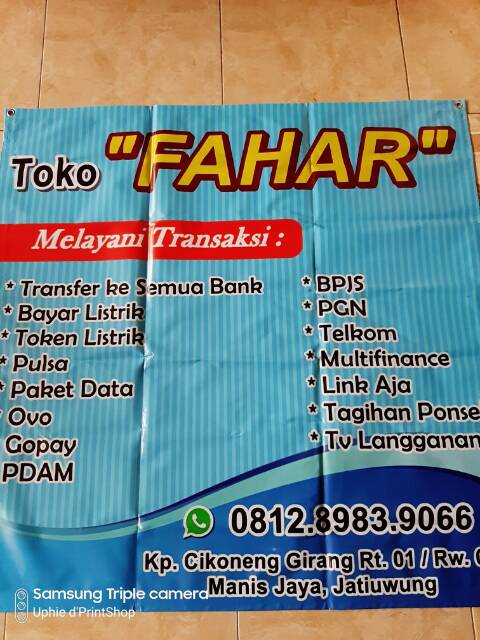 Toko "FAHAR"
Melayani Transaksi :
* Transfer ke Semua Bank
* Bayar Listrik
* Token Listrik
* Pulsa
* Paket Data
* Ovo
Gopay
PDAM
* BPJS
* PGN
* Telkom
* Multifinance
* Link Aja
* Tagihan Ponse
* Tv Langganan
0812.8983.9066
Kp. Cikoneng Girang Rt. 01 / Rw.
Manis Jaya, Jatiuwung
Samsung Triple camera
Uphie d'PrintShop